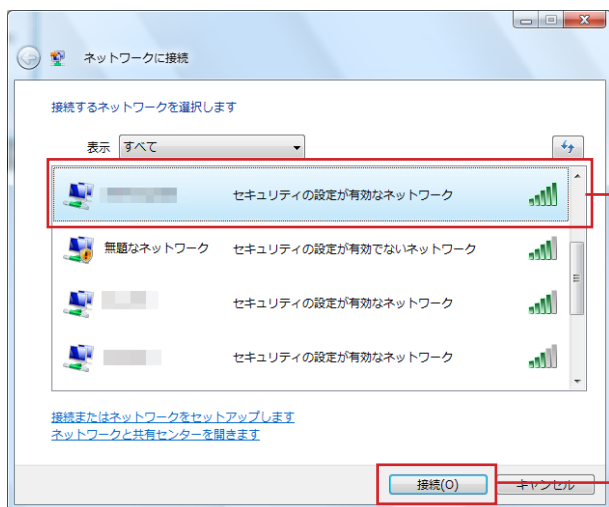 ネットワークに接続
接続するネットワークを選択します
表示 すべて
セキュリティの設定が有効なネットワーク
無題なネットワーク セキュリティの設定が有効でないネットワーク
セキュリティの設定が有効なネットワーク
セキュリティの設定が有効なネットワーク
接続またはネットワークをセットアップします
ネットワークと共有センターを開きます
接続(O) キャンセル